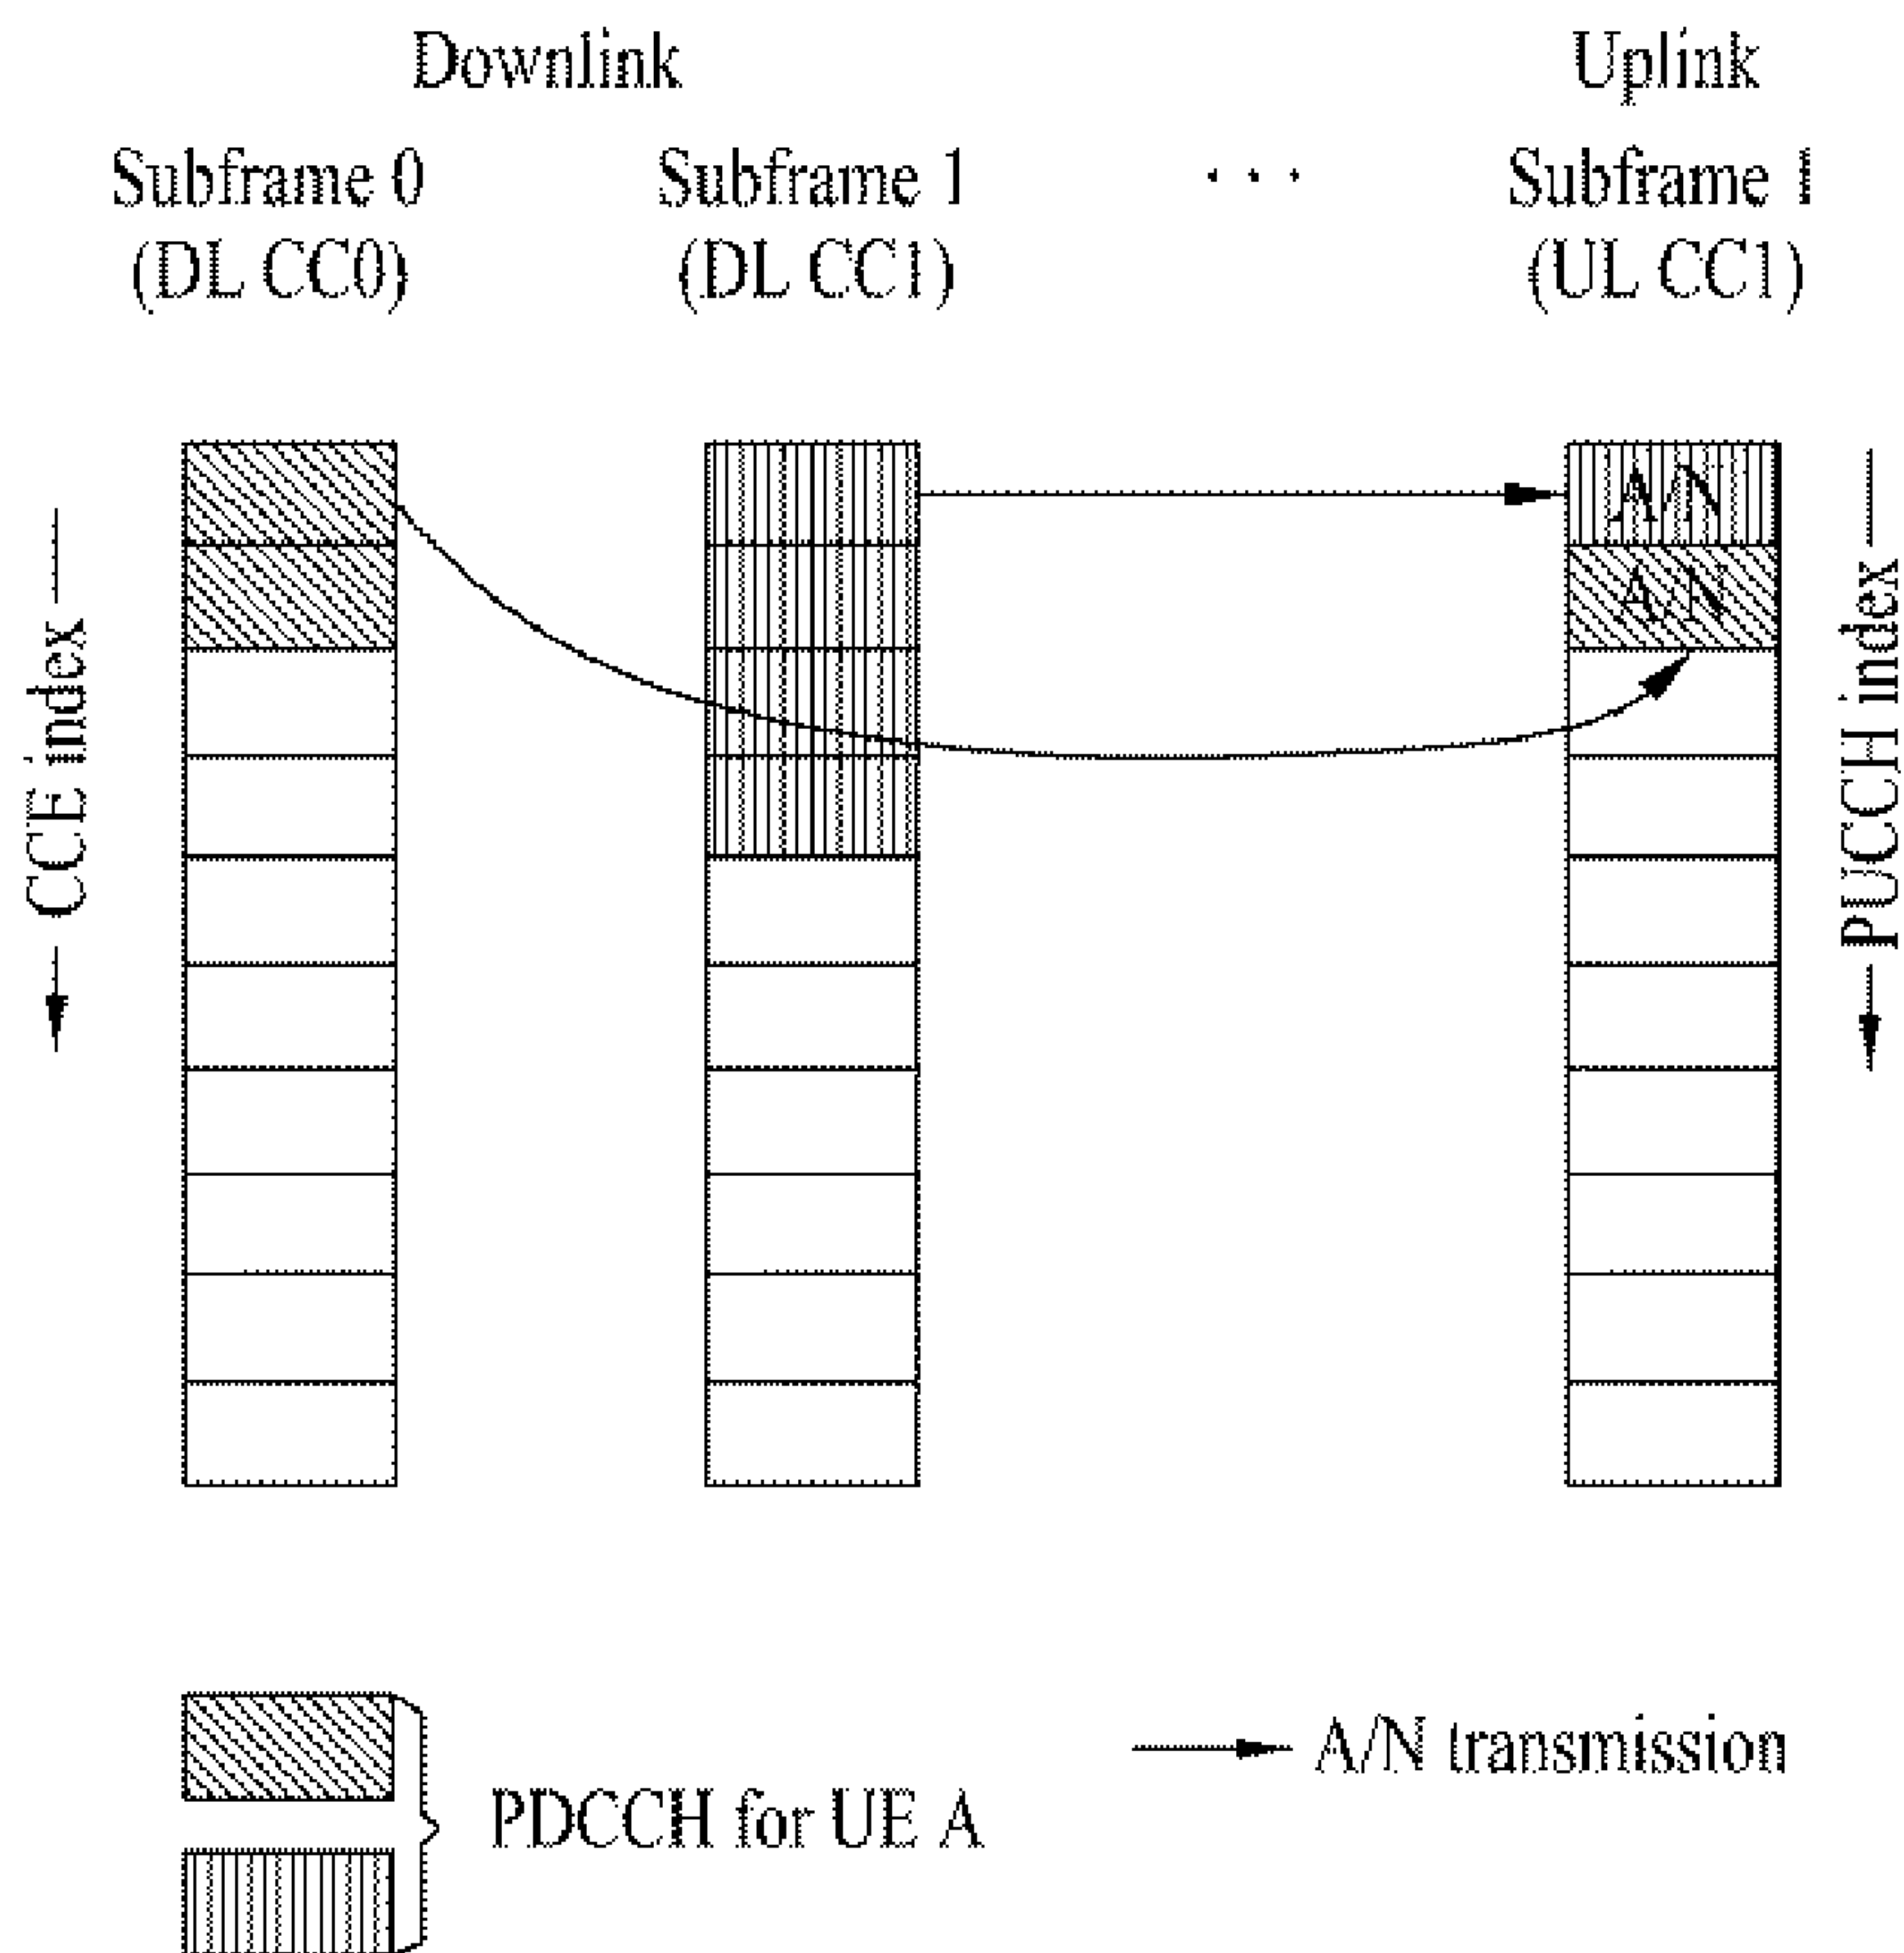 Downlink
Uplink
Subframe 0
(DL CC0)
Subframe 1
(DL CC1)
. . .
Subframe 1
(UL CC1)
CCE index
A/N
A/N
PUCCH index
PDCCH for UE A
A/N transmission